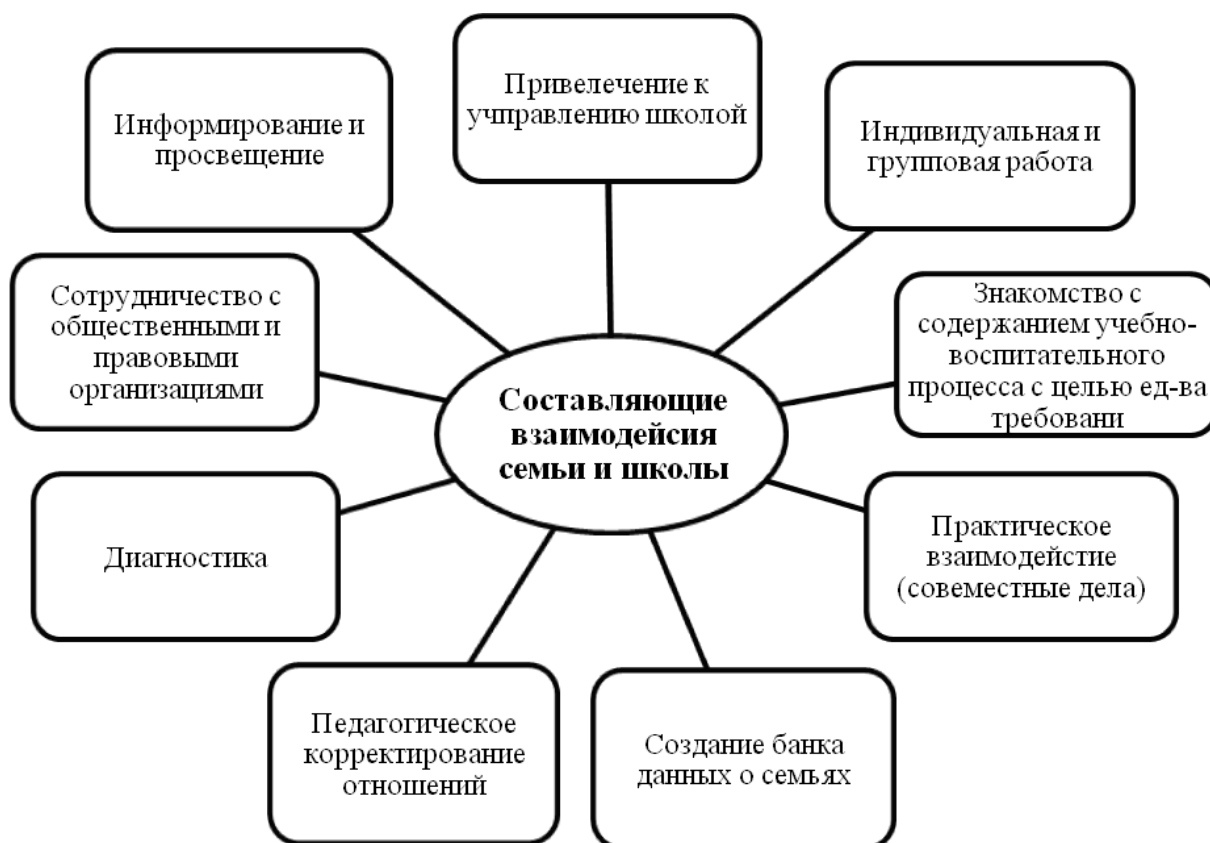 Привелечение к
учправлению школой
Информирование и
просвещение
Индивидуальная и
групповая работа
Сотрудничество с
общественными и
правовыми
организациями
Знакомство с
содержанием учебно-
воспитательного
процесса с целью ед-ва
требовани
Составляющие
взаимодейсия
семьи и школы
Диагностика
Практическое
взаимодейстие
(совеместные дела)
Педагогическое
корректирование
отношений
Создание банка
данных о семьях